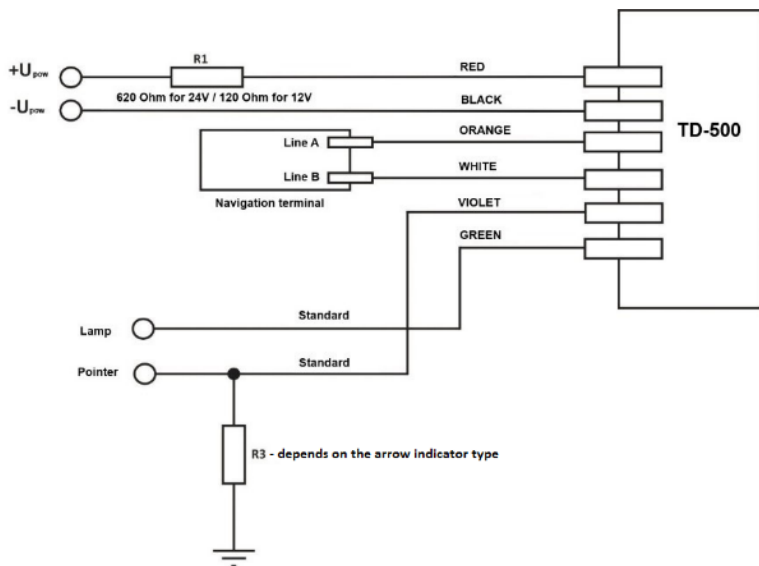 R1
RED
+Upow
620 Ohm for 24V / 120 Ohm for 12V
BLACK
-Upow
ORANGE
TD-500
Line A
WHITE
Line B
Navigation terminal
VIOLET
GREEN
Standard
Lamp
Standard
Pointer
R3 - depends on the arrow indicator type